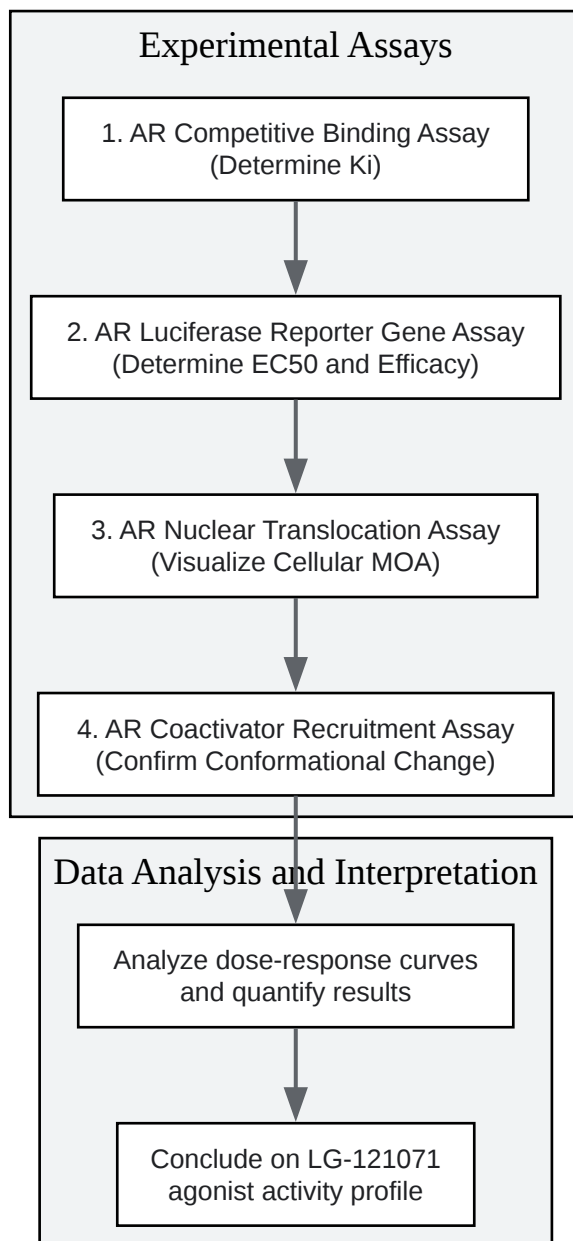 Experimental Assays
1. AR Competitive Binding Assay
(Determine Ki)
2. AR Luciferase Reporter Gene Assay
(Determine EC50 and Efficacy)
3. AR Nuclear Translocation Assay
(Visualize Cellular MOA)
4. AR Coactivator Recruitment Assay
(Confirm Conformational Change)
Data Analysis and Interpretation
Analyze dose-response curves
and quantify results
Conclude on LG-121071
agonist activity profile